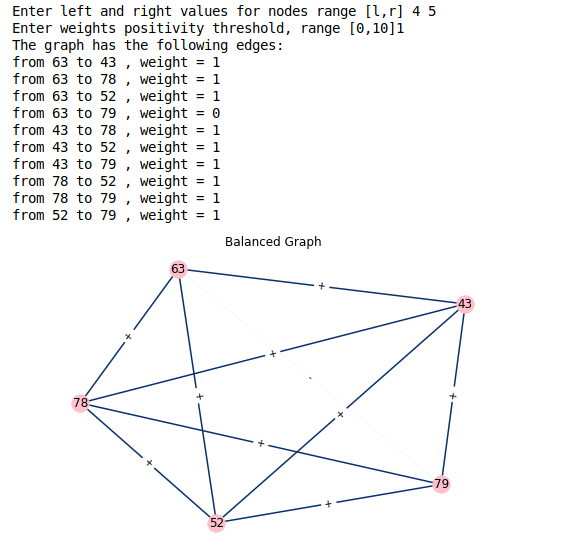 Enter left and right values for nodes range [l,r] 4 5
Enter weights positivity threshold, range [0,10]1
The graph has the following edges:
from 63 to 43 , weight = 1
from 63 to 78 , weight = 1
from 63 to 52 , weight = 1
from 63 to 79 , weight = 0
from 43 to 78 , weight = 1
from 43 to 52 , weight = 1
from 43 to 79 , weight = 1
from 78 to 52 , weight = 1
from 78 to 79 , weight = 1
from 52 to 79 , weight = 1
Balanced Graph
63
+
43
+
+
-
+
+
78
+
+
+
79
+
52